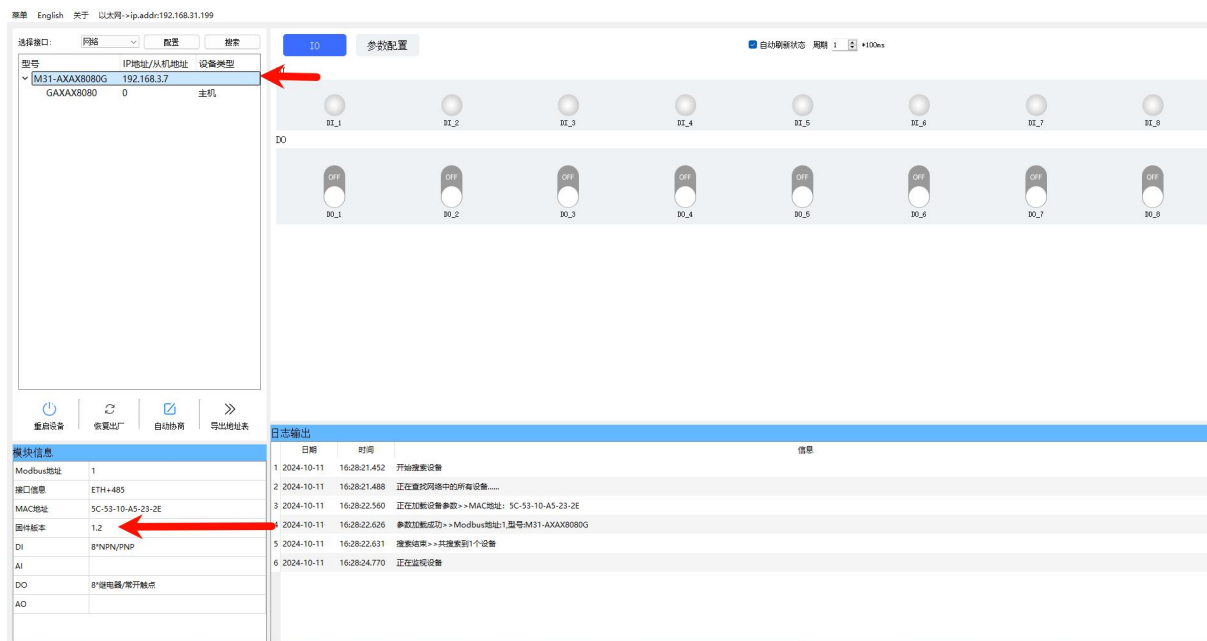 菜单 English 关于 以太网->ip.addr:192.168.31.199
选择接口: 网络 配置 搜索
型号 IP地址/从机地址 设备类型
M31-AXAX8080G 192.168.3.7
GAXAX8080 0 主机
重启设备 恢复出厂 自动协商 导出地址表
模块信息
Modbus地址 1
接口信息 ETH+485
MAC地址 5C-53-10-A5-23-2E
固件版本 1.2
DI 8*NPN/PNP
AI
DO 8*继电器/常开触点
AO
IO 参数配置 自动刷新状态 周期 1 *100ms
DI_1 DI_2 DI_3 DI_4 DI_5 DI_6 DI_7 DI_8
DO
OFF OFF OFF OFF OFF OFF OFF OFF
DO_1 DO_2 DO_3 DO_4 DO_5 DO_6 DO_7 DO_8
日志输出
日期 时间 信息
1 2024-10-11 16:28:21.452 开始搜索设备
2 2024-10-11 16:28:21.488 正在查找网络中的所有设备......
3 2024-10-11 16:28:22.560 正在加载设备参数>>MAC地址: 5C-53-10-A5-23-2E
4 2024-10-11 16:28:22.626 参数加载成功>>Modbus地址:1,型号:M31-AXAX8080G
5 2024-10-11 16:28:22.631 搜索结束>>共搜索到1个设备
6 2024-10-11 16:28:24.770 正在监视设备